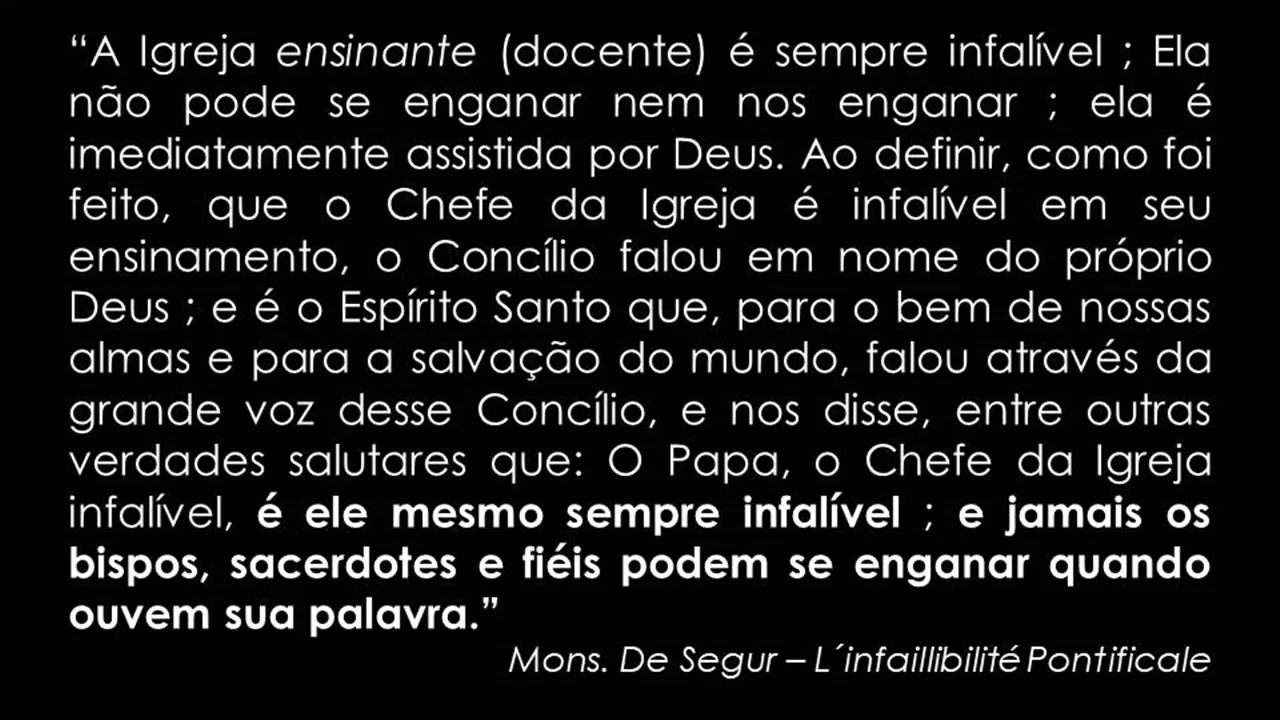 “A Igreja ensinante (docente) é sempre infalível ; Ela
não pode se enganar nem nos enganar ; ela é
imediatamente assistida por Deus. Ao definir, como foi
feito, que o Chefe da Igreja é infalível em seu
ensinamento, o Concílio falou em nome do próprio
Deus ; e é o Espírito Santo que, para o bem de nossas
almas e para a salvação do mundo, falou através da
grande voz desse Concílio, e nos disse, entre outras
verdades salutares que: O Papa, o Chefe da Igreja
infalível, é ele mesmo sempre infalível ; e jamais os
bispos, sacerdotes e fiéis podem se enganar quando
ouvem sua palavra.”
Mons. De Segur – L´infaillibilité Pontificale